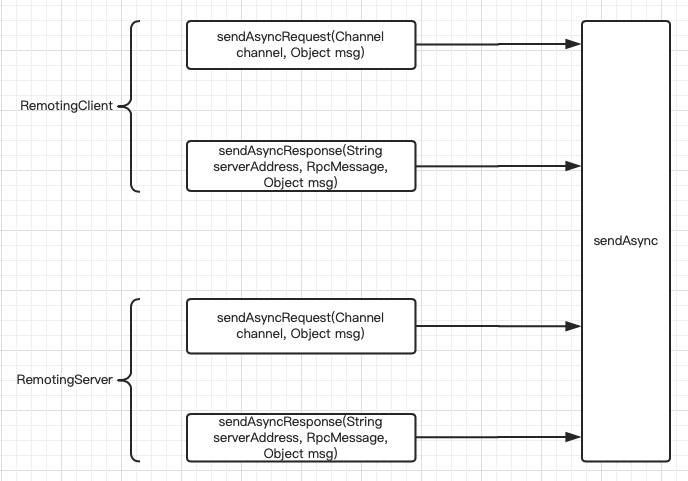 sendAsyncRequest(Channel
channel, Object msg)
RemotingClient
sendAsyncResponse(String
serverAddress, RpcMessage,
Object msg)
sendAsync
sendAsyncRequest(Channel
channel, Object msg)
RemotingServer
sendAsyncResponse(String
serverAddress, RpcMessage,
Object msg)